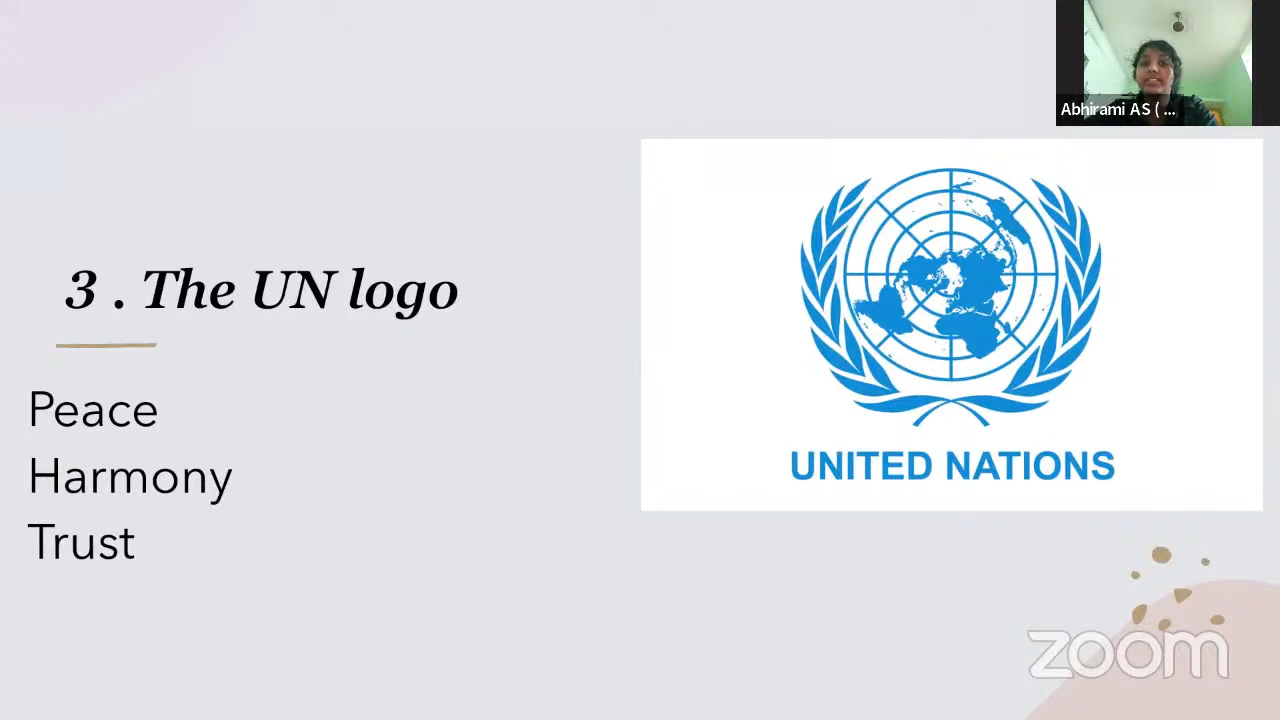 Abhirami AS ( ...
3 . The UN logo
Peace
Harmony
Trust
UNITED NATIONS
zoom